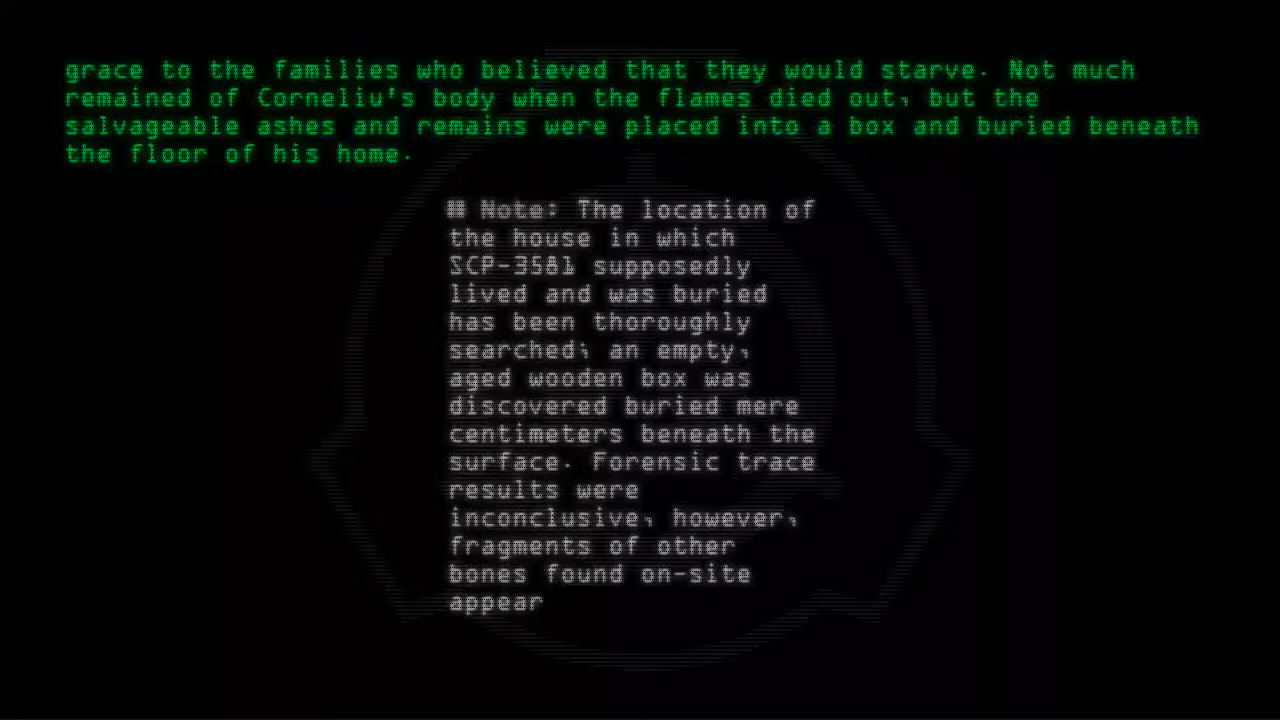 grace to the families who believed that they would starve. Not much
remained of Corneliu's body when the flames died out, but the
salvageable ashes and remains were placed into a box and buried beneath
the floor of his home.
# Note: The location of
the house in which
SCP-3581 supposedly
lived and was buried
has been thoroughly
searched; an empty,
aged wooden box was
discovered buried mere
centimeters beneath the
surface. Forensic trace
results were
inconclusive, however,
fragments of other
bones found on-site
appear